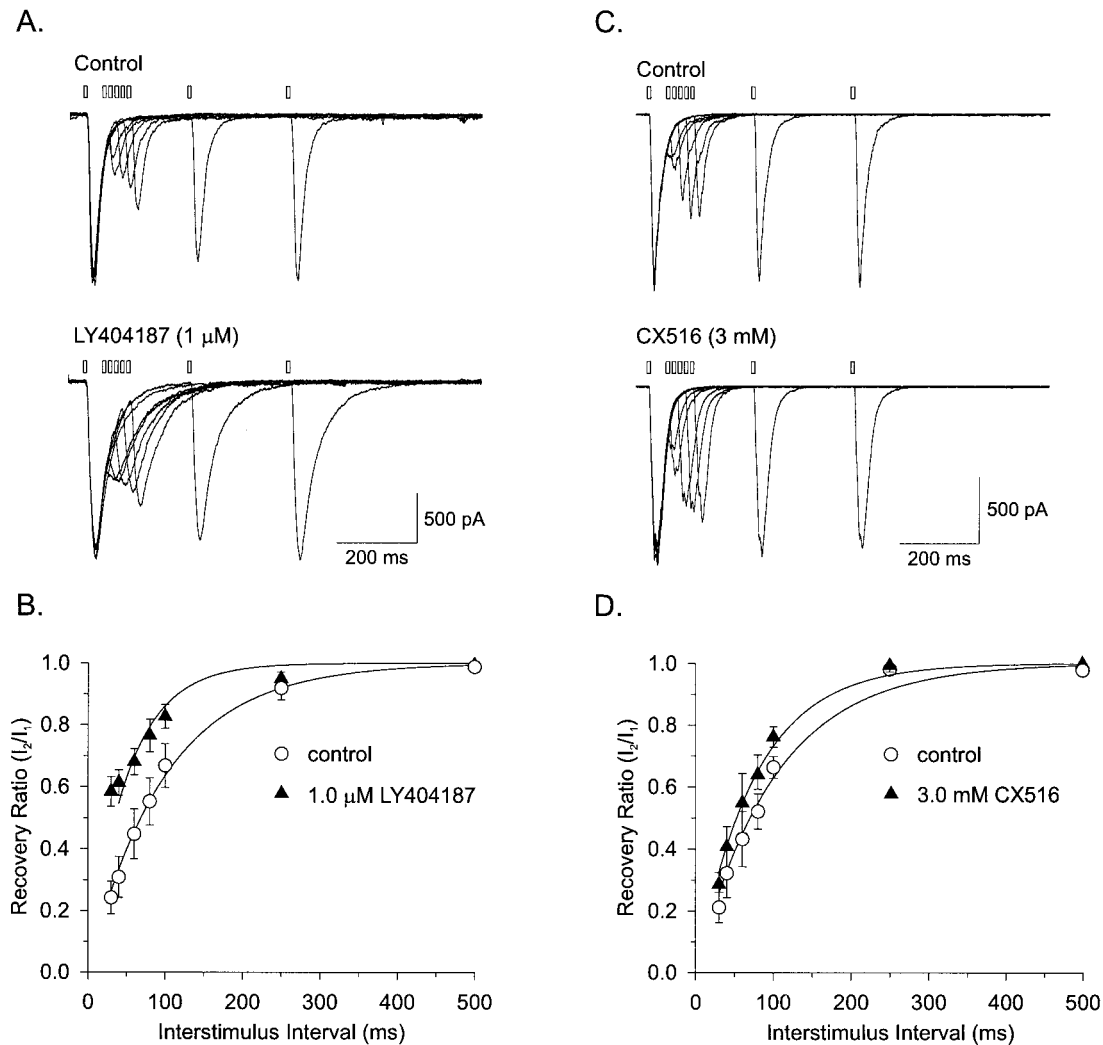 A.
Control
LY404187 (1 μM)
500 pA
200 ms
C.
Control
CX516 (3 mM)
500 pA
200 ms
B.
Recovery Ratio (I₂/I₁)
1.0
0.8
0.6
0.4
0.2
0.0
control
1.0 μM LY404187
0 100 200 300 400 500
Interstimulus Interval (ms)
D.
Recovery Ratio (I₂/I₁)
1.0
0.8
0.6
0.4
0.2
0.0
control
3.0 mM CX516
0 100 200 300 400 500
Interstimulus Interval (ms)